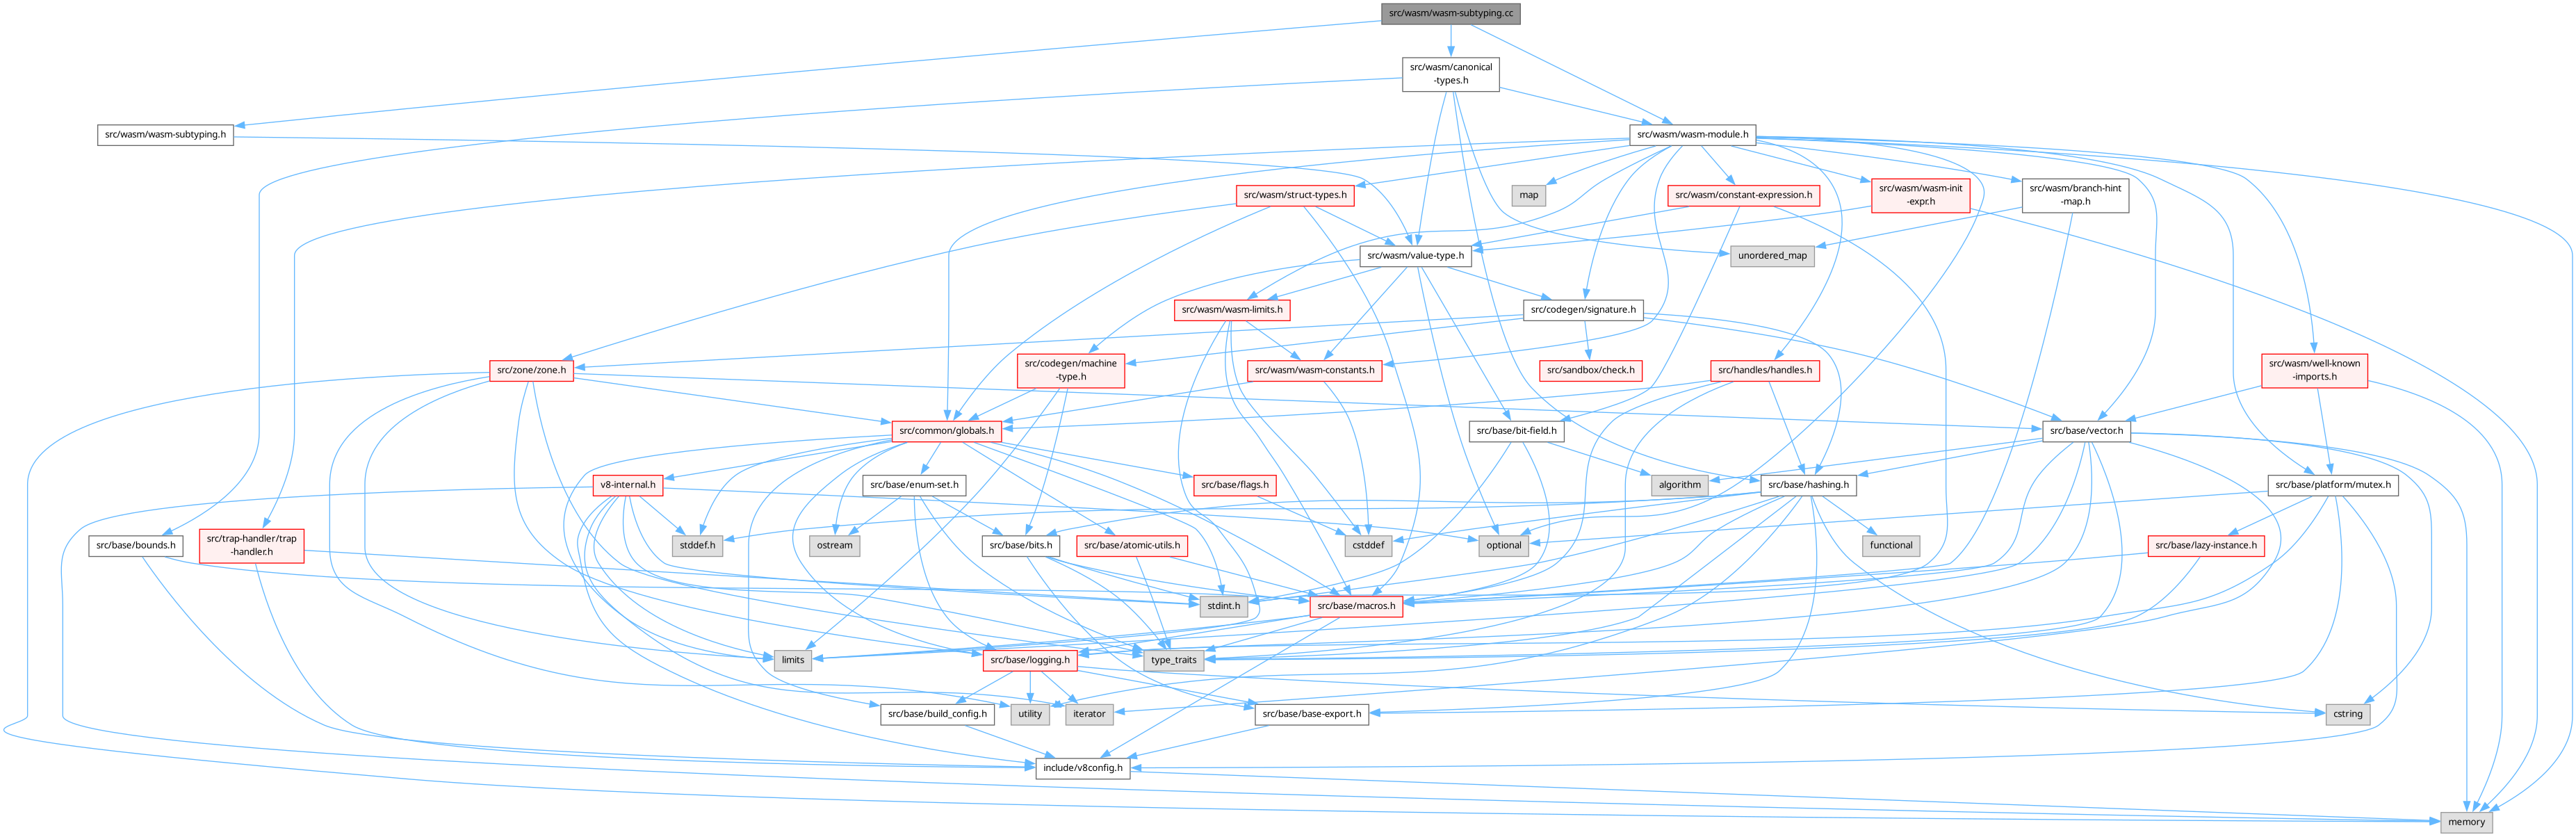 src/wasm/wasm-subtyping.cc
src/wasm/canonical
-types.h
src/wasm/wasm-subtyping.h
src/wasm/wasm-module.h
src/wasm/struct-types.h
map
src/wasm/constant-expression.h
src/wasm/wasm-init
-expr.h
src/wasm/branch-hint
-map.h
src/wasm/value-type.h
unordered_map
src/wasm/wasm-limits.h
src/codegen/signature.h
src/zone/zone.h
src/codegen/machine
-type.h
src/wasm/wasm-constants.h
src/sandbox/check.h
src/handles/handles.h
src/wasm/well-known
-imports.h
src/common/globals.h
src/base/bit-field.h
src/base/vector.h
v8-internal.h
src/base/enum-set.h
src/base/flags.h
algorithm
src/base/hashing.h
src/base/platform/mutex.h
src/base/bounds.h
src/trap-handler/trap
-handler.h
stddef.h
ostream
src/base/bits.h
src/base/atomic-utils.h
cstddef
optional
functional
src/base/lazy-instance.h
stdint.h
src/base/macros.h
limits
src/base/logging.h
type_traits
src/base/build_config.h
utility
iterator
src/base/base-export.h
cstring
include/v8config.h
memory